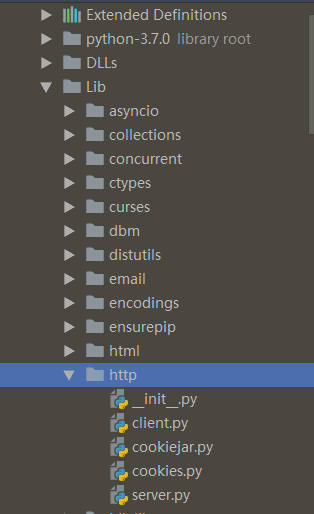 Extended Definitions
python-3.7.0 library root
DLLs
Lib
asyncio
collections
concurrent
ctypes
curses
dbm
distutils
email
encodings
ensurepip
html
http
__init__.py
client.py
cookiejar.py
cookies.py
server.py